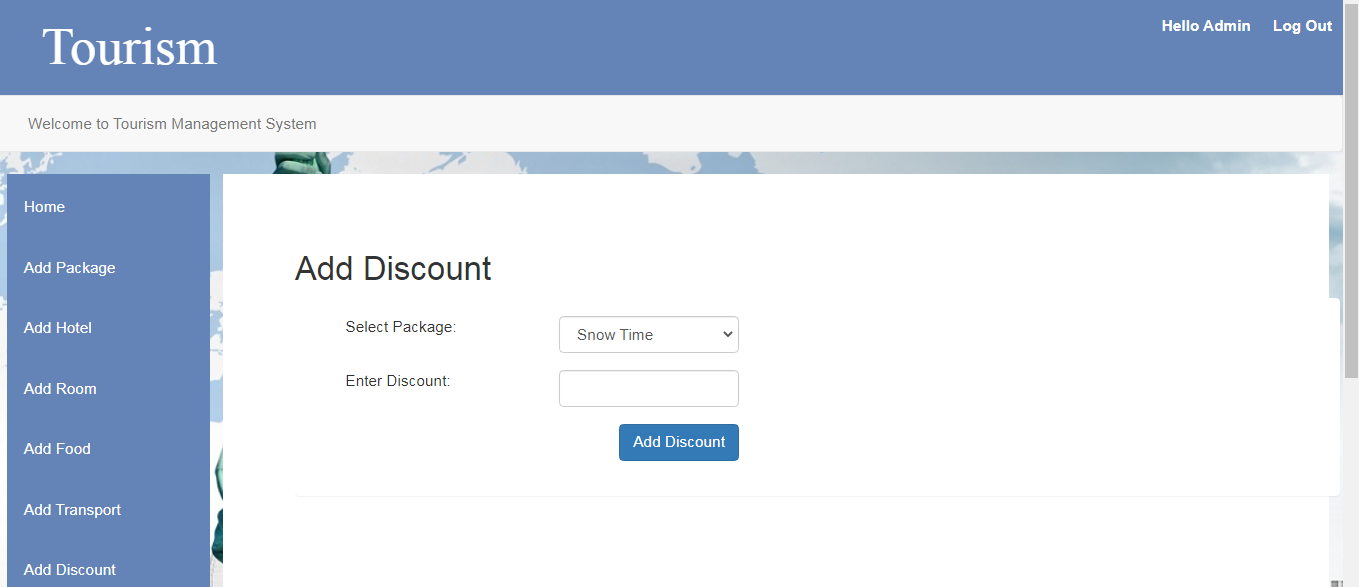 Tourism
Hello Admin Log Out
Welcome to Tourism Management System
Home
Add Package
Add Hotel
Add Room
Add Food
Add Transport
Add Discount
Add Discount
Select Package: Snow Time
Enter Discount:
Add Discount